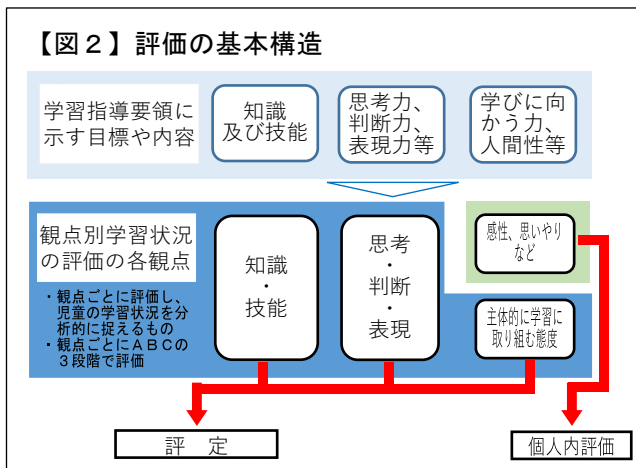 【図２】評価の基本構造
学習指導要領に
示す目標や内容
知識
及び技能
思考力、
判断力、
表現力等
学びに向
かう力、
人間性等
観点別学習状況
の評価の各観点
・観点ごとに評価し、
児童の学習状況を分
析的に捉えるもの
・観点ごとにＡＢＣの
３段階で評価
知識
・
技能
思考
・
判断
・
表現
感性、思いやり
など
主体的に学習に
取り組む態度
評　定
個人内評価